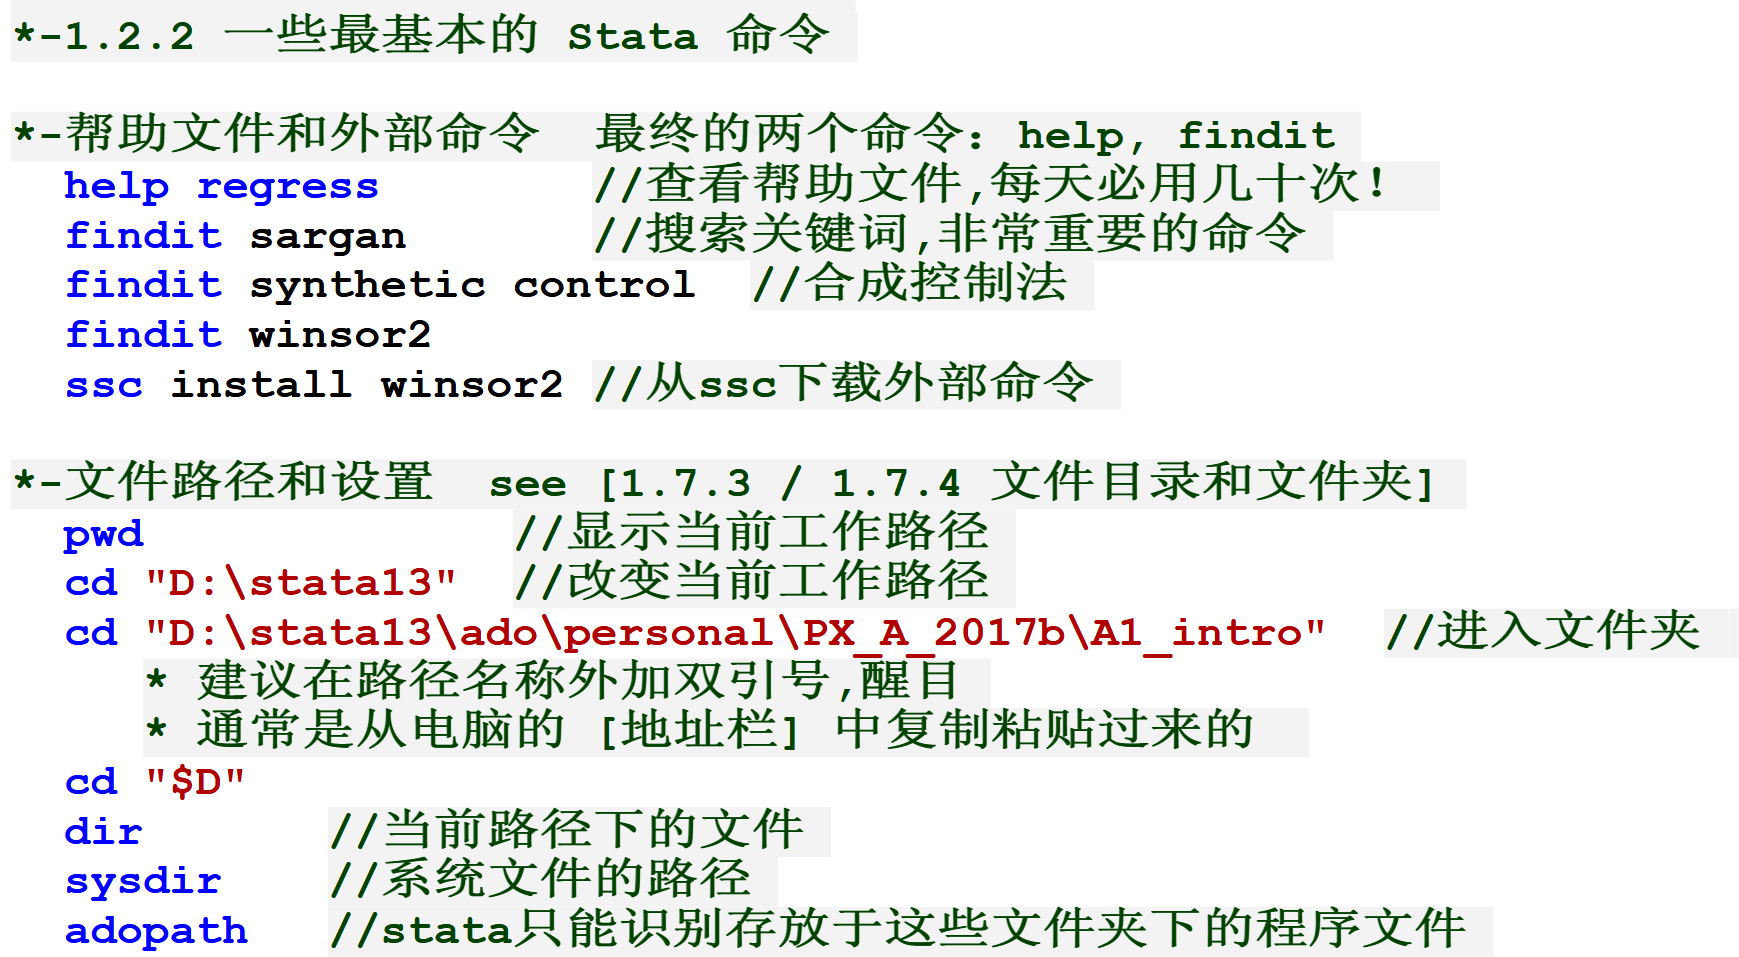 *-1.2.2 一些最基本的 Stata 命令
*-帮助文件和外部命令  最终的两个命令: help, findit
help regress //查看帮助文件,每天必用几十次!
findit sargan //搜索关键词,非常重要的命令
findit synthetic control //合成控制法
findit winsor2
ssc install winsor2 //从ssc下载外部命令
*-文件路径和设置  see [1.7.3 / 1.7.4 文件目录和文件夹]
pwd //显示当前工作路径
cd "D:\stata13" //改变当前工作路径
cd "D:\stata13\ado\personal\PX_A_2017b\A1_intro" //进入文件夹
* 建议在路径名称外加双引号,醒目
* 通常是从电脑的 [地址栏] 中复制粘贴过来的
cd "$D"
dir //当前路径下的文件
sysdir //系统文件的路径
adopath //stata只能识别存放于这些文件夹下的程序文件